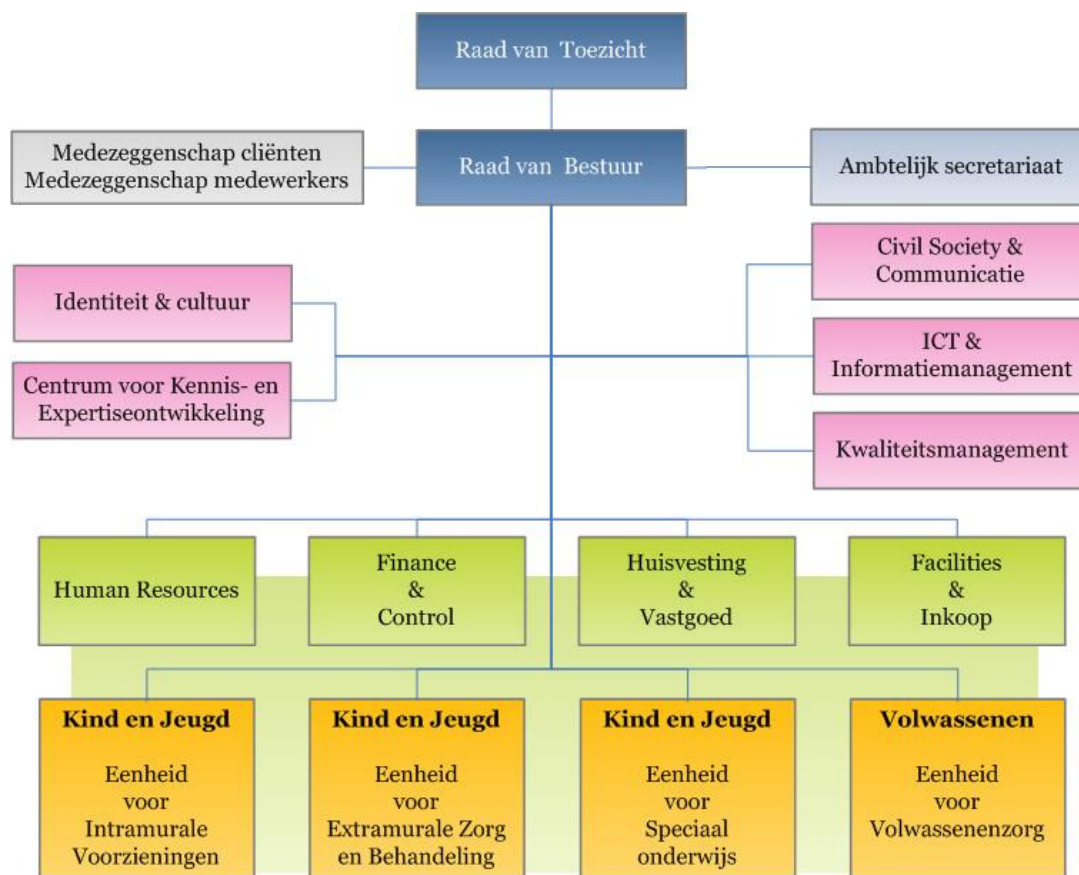 Raad van Toezicht
Medezeggenschap cliënten
Medezeggenschap medewerkers
Raad van Bestuur
Ambtelijk secretariaat
Identiteit & cultuur
Centrum voor Kennis- en
Expertiseontwikkeling
Civil Society &
Communicatie
ICT &
Informatiemanagement
Kwaliteitsmanagement
Human Resources
Finance
&
Control
Huisvesting
&
Vastgoed
Facilities
&
Inkoop
Kind en Jeugd
Eenheid
voor
Intramurale
Voorzieningen
Kind en Jeugd
Eenheid
voor
Extramurale Zorg
en Behandeling
Kind en Jeugd
Eenheid
voor
Speciaal
onderwijs
Volwassenen
Eenheid
voor
Volwassenenzorg